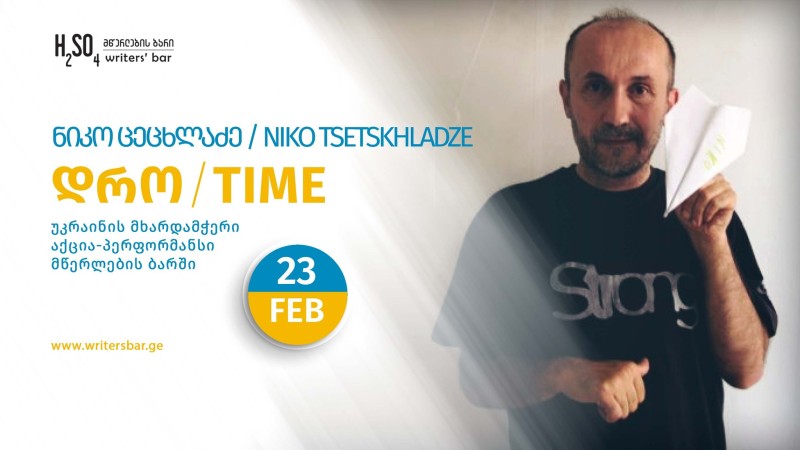 H2SO4 მწერლების ბარი
writers' bar
ნიკო ცეცხლაძე / NIKO TSETSKHLADZE
დრო / TIME
უკრაინის მხარდამჭერი
აქცია-პერფორმანსი
მწერლების ბარში
23
FEB
www.writersbar.ge
Strong